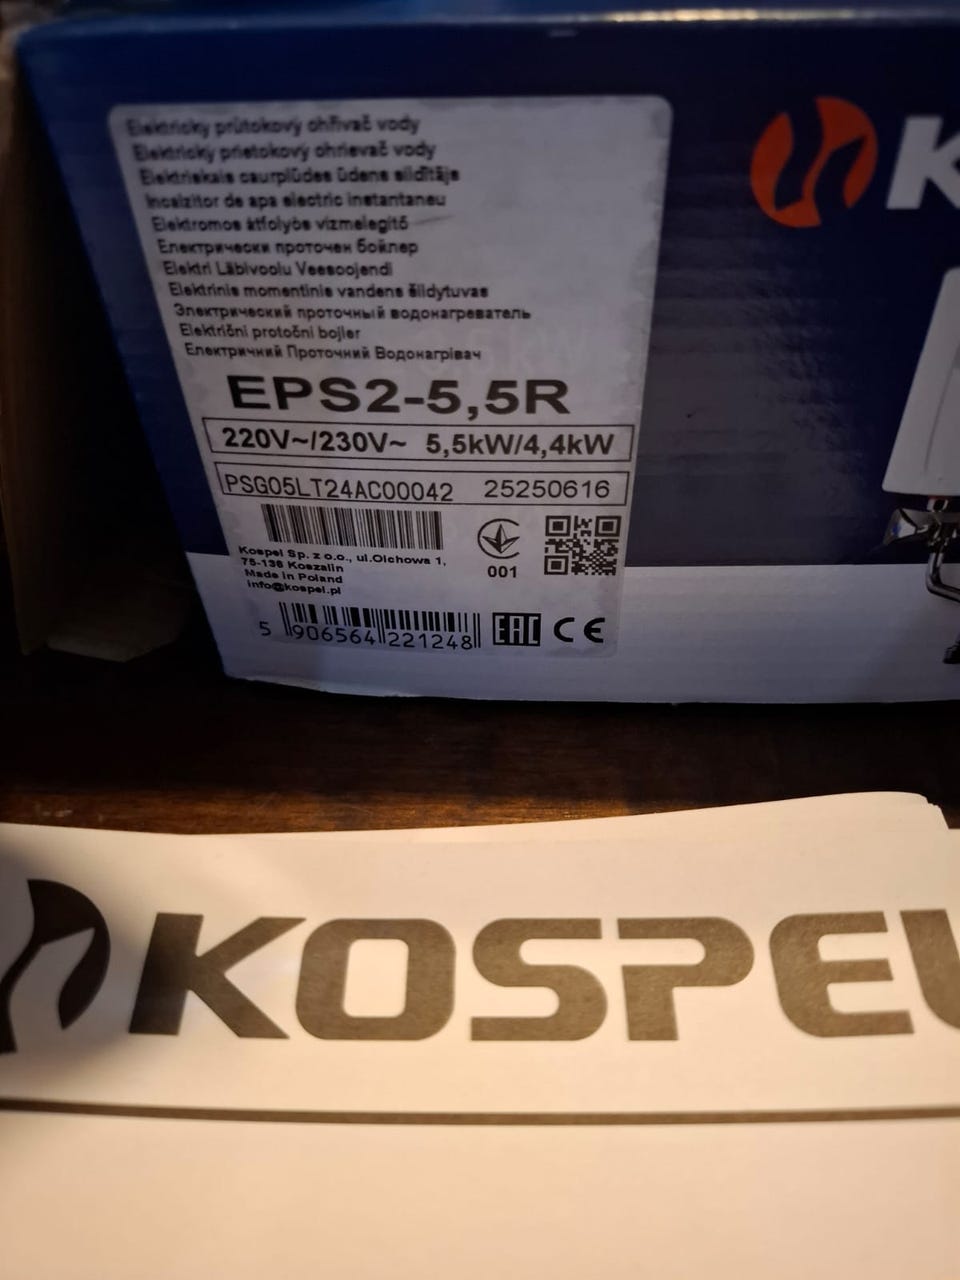 Elektrický průtokový ohřívač vody
Elektrický prietokový ohrievač vody
Elektriskais caurplūdes ūdens sildītājs
Incalzitor de apa electric instantaneu
Elektromos átfolyós vízmelegítő
Електрически проточен бойлер
Elektri Läbivoolu Veesoojendi
Elektrinis momentinis vandens šildytuvas
Электрический проточный водонагреватель
Električni protočni bojler
Електричний Проточний Водонагрівач
EPS2-5,5R
220V~/230V~ 5,5kW/4,4kW
PSG05LT24AC00042 25250616
Kospel Sp. z o.o., ul.Olchowa 1,
75-136 Koszalin
Made in Poland
info@kospel.pl
001
5 906564 221248
EAC CE
K
KOSPEL